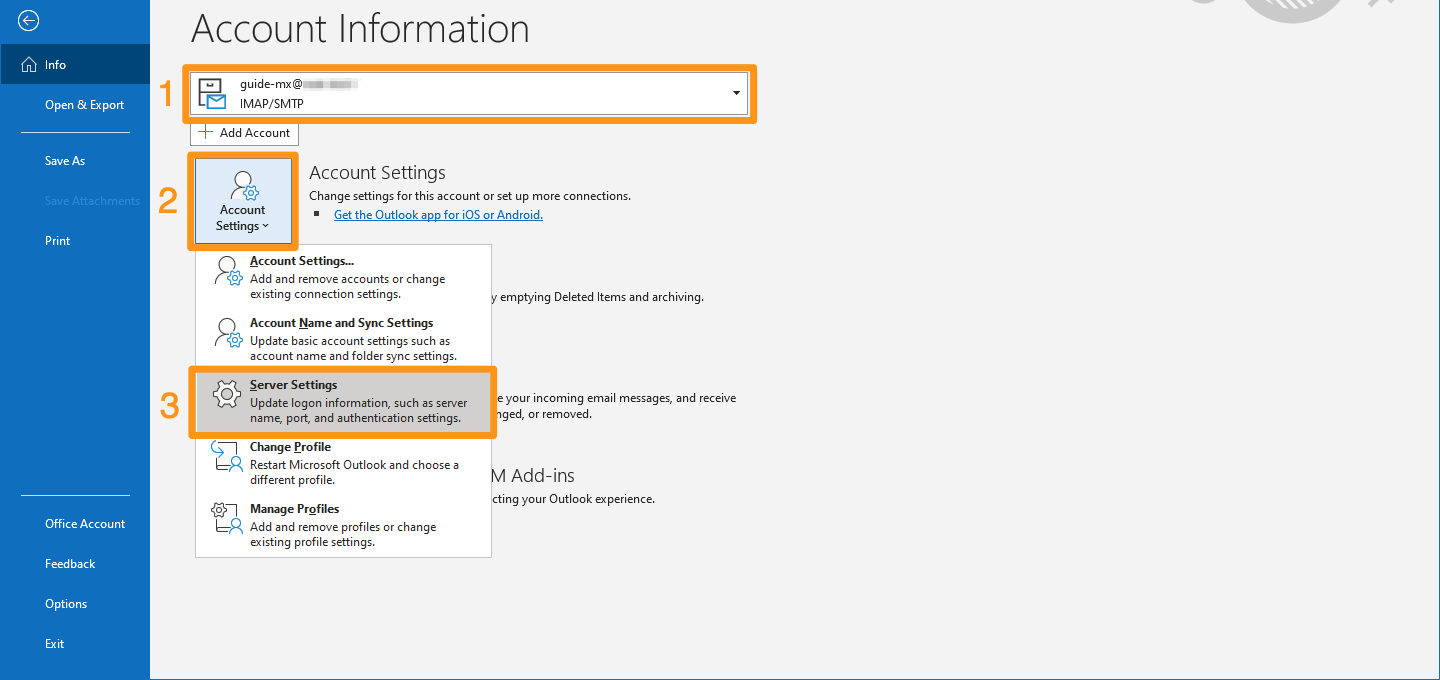 Account Information
Info
Open & Export
Save As
Save Attachments
Print
Office Account
Feedback
Options
Exit
1
guide-mx@
IMAP/SMTP
Add Account
2
Account
Settings
Account Settings
Change settings for this account or set up more connections.
Get the Outlook app for iOS or Android.
Account Settings...
Add and remove accounts or change
existing connection settings.
y emptying Deleted Items and archiving.
Account Name and Sync Settings
Update basic account settings such as
account name and folder sync settings.
3
Server Settings
Update logon information, such as server
name, port, and authentication settings.
e your incoming email messages, and receive
nged, or removed.
Change Profile
Restart Microsoft Outlook and choose a
different profile.
M Add-ins
cting your Outlook experience.
Manage Profiles
Add and remove profiles or change
existing profile settings.